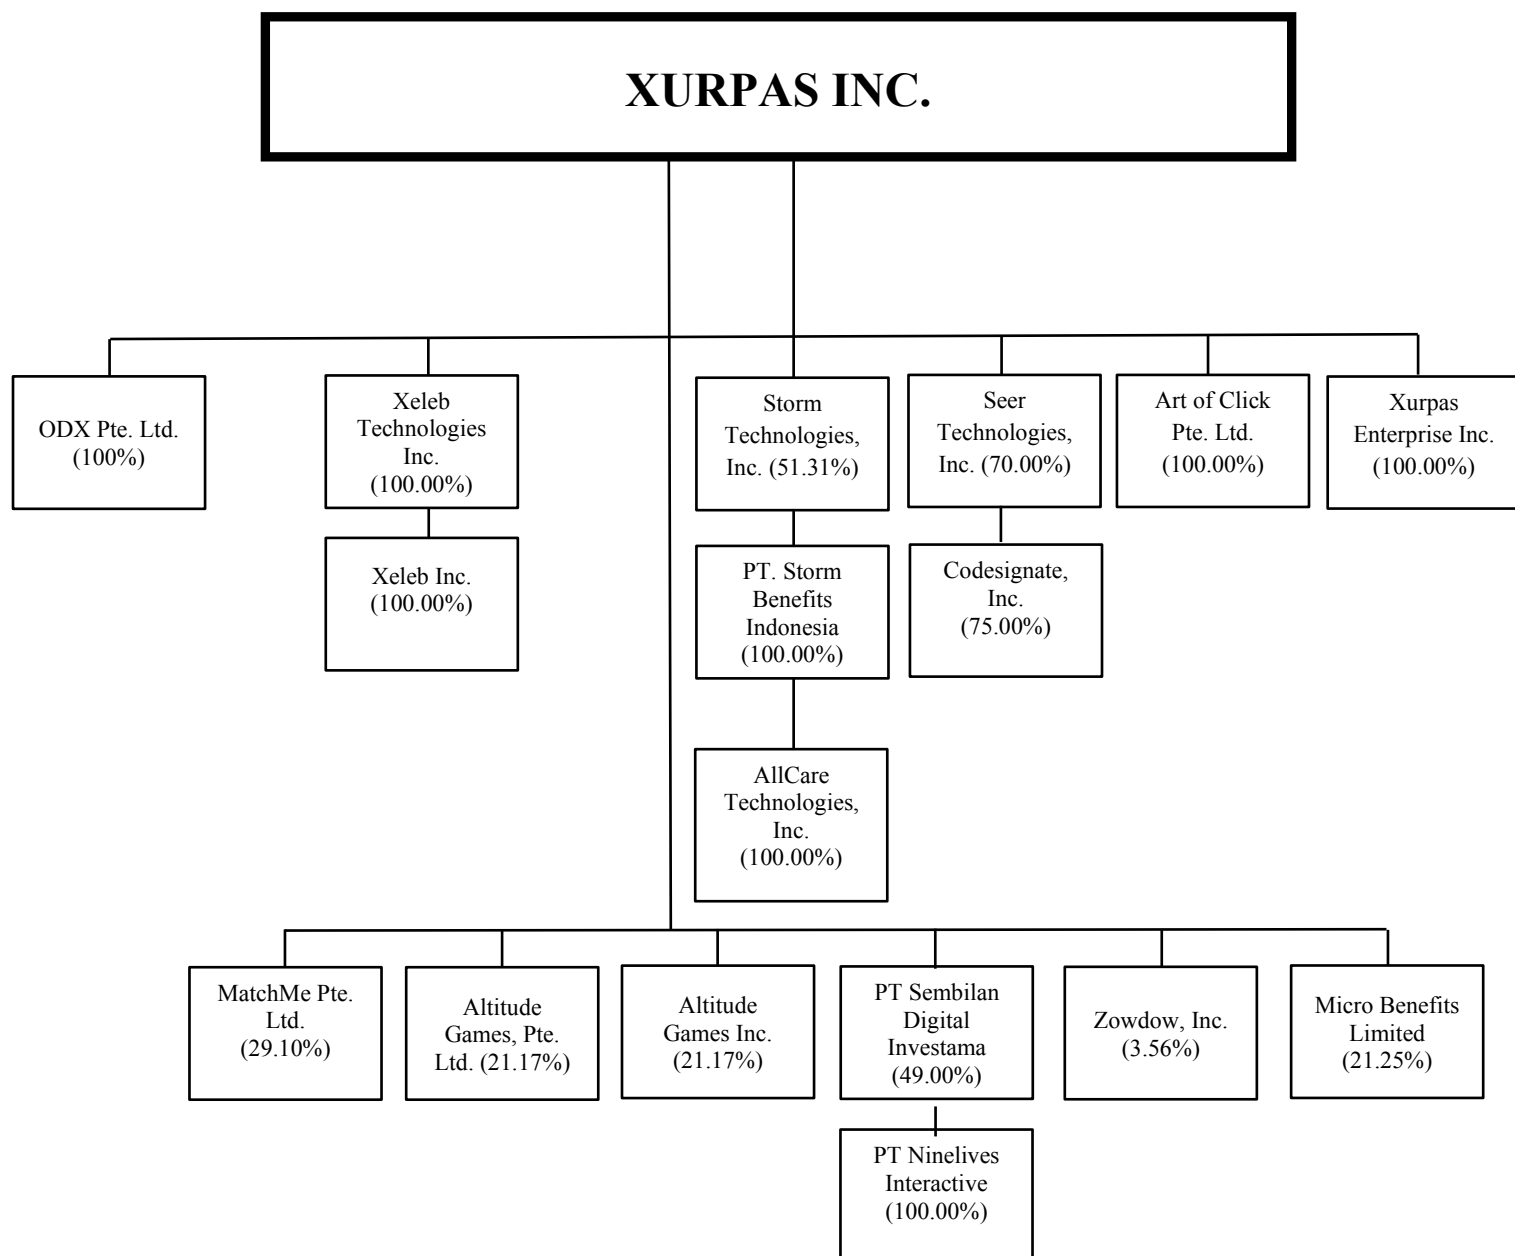 XURPAS INC.
ODX Pte. Ltd.
(100%)
Xeleb
Technologies
Inc.
(100.00%)
Storm
Technologies,
Inc. (51.31%)
Seer
Technologies,
Inc. (70.00%)
Art of Click
Pte. Ltd.
(100.00%)
Xurpas
Enterprise Inc.
(100.00%)
Xeleb Inc.
(100.00%)
PT. Storm
Benefits
Indonesia
(100.00%)
Codesignate,
Inc.
(75.00%)
AllCare
Technologies,
Inc.
(100.00%)
MatchMe Pte.
Ltd.
(29.10%)
Altitude
Games, Pte.
Ltd. (21.17%)
Altitude
Games Inc.
(21.17%)
PT Sembilan
Digital
Investama
(49.00%)
Zowdow, Inc.
(3.56%)
Micro Benefits
Limited
(21.25%)
PT Ninelives
Interactive
(100.00%)